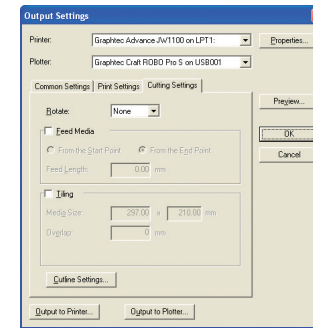 Output Settings
Printer: Graphtec Advance JW1100 on LPT1: Properties...
Plotter: Graphtec Craft ROBO Pro S on USB001
Common Settings Print Settings Cutting Settings
Preview...
Rotate: None
OK
Feed Media
Cancel
From the Start Point From the End Point
Feed Length: 0.00 mm
Tiling
Media Size: 297.00 x 210.00 mm
Overlap: 0 mm
Cutline Settings...
Output to Printer... Output to Plotter...